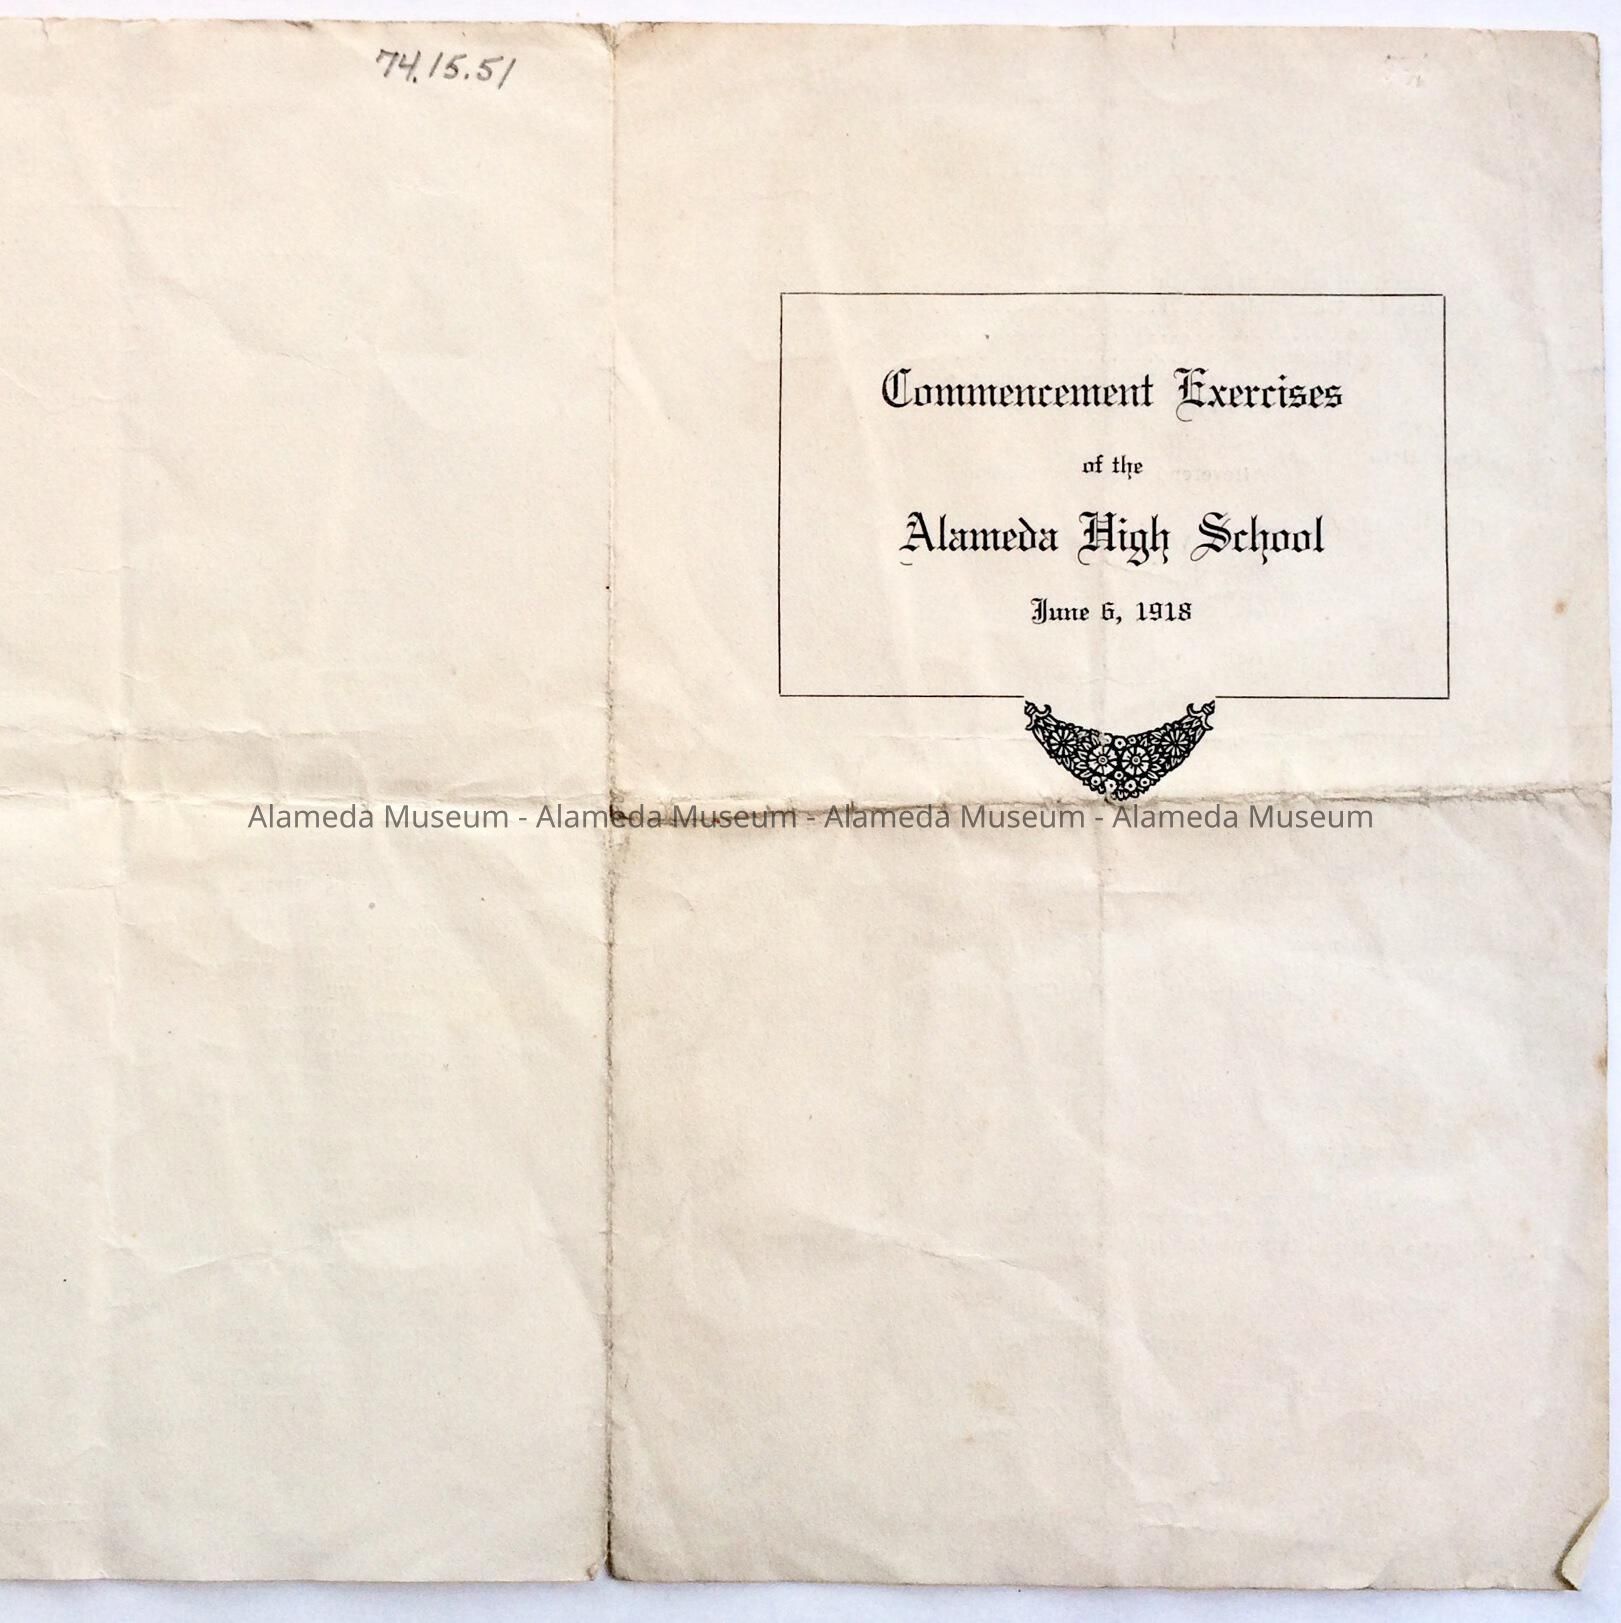 74.15.51
Commencement Exercises
of the
Alameda High School
June 6, 1918
Alameda Museum - Alameda Museum - Alameda Museum - Alameda Museum